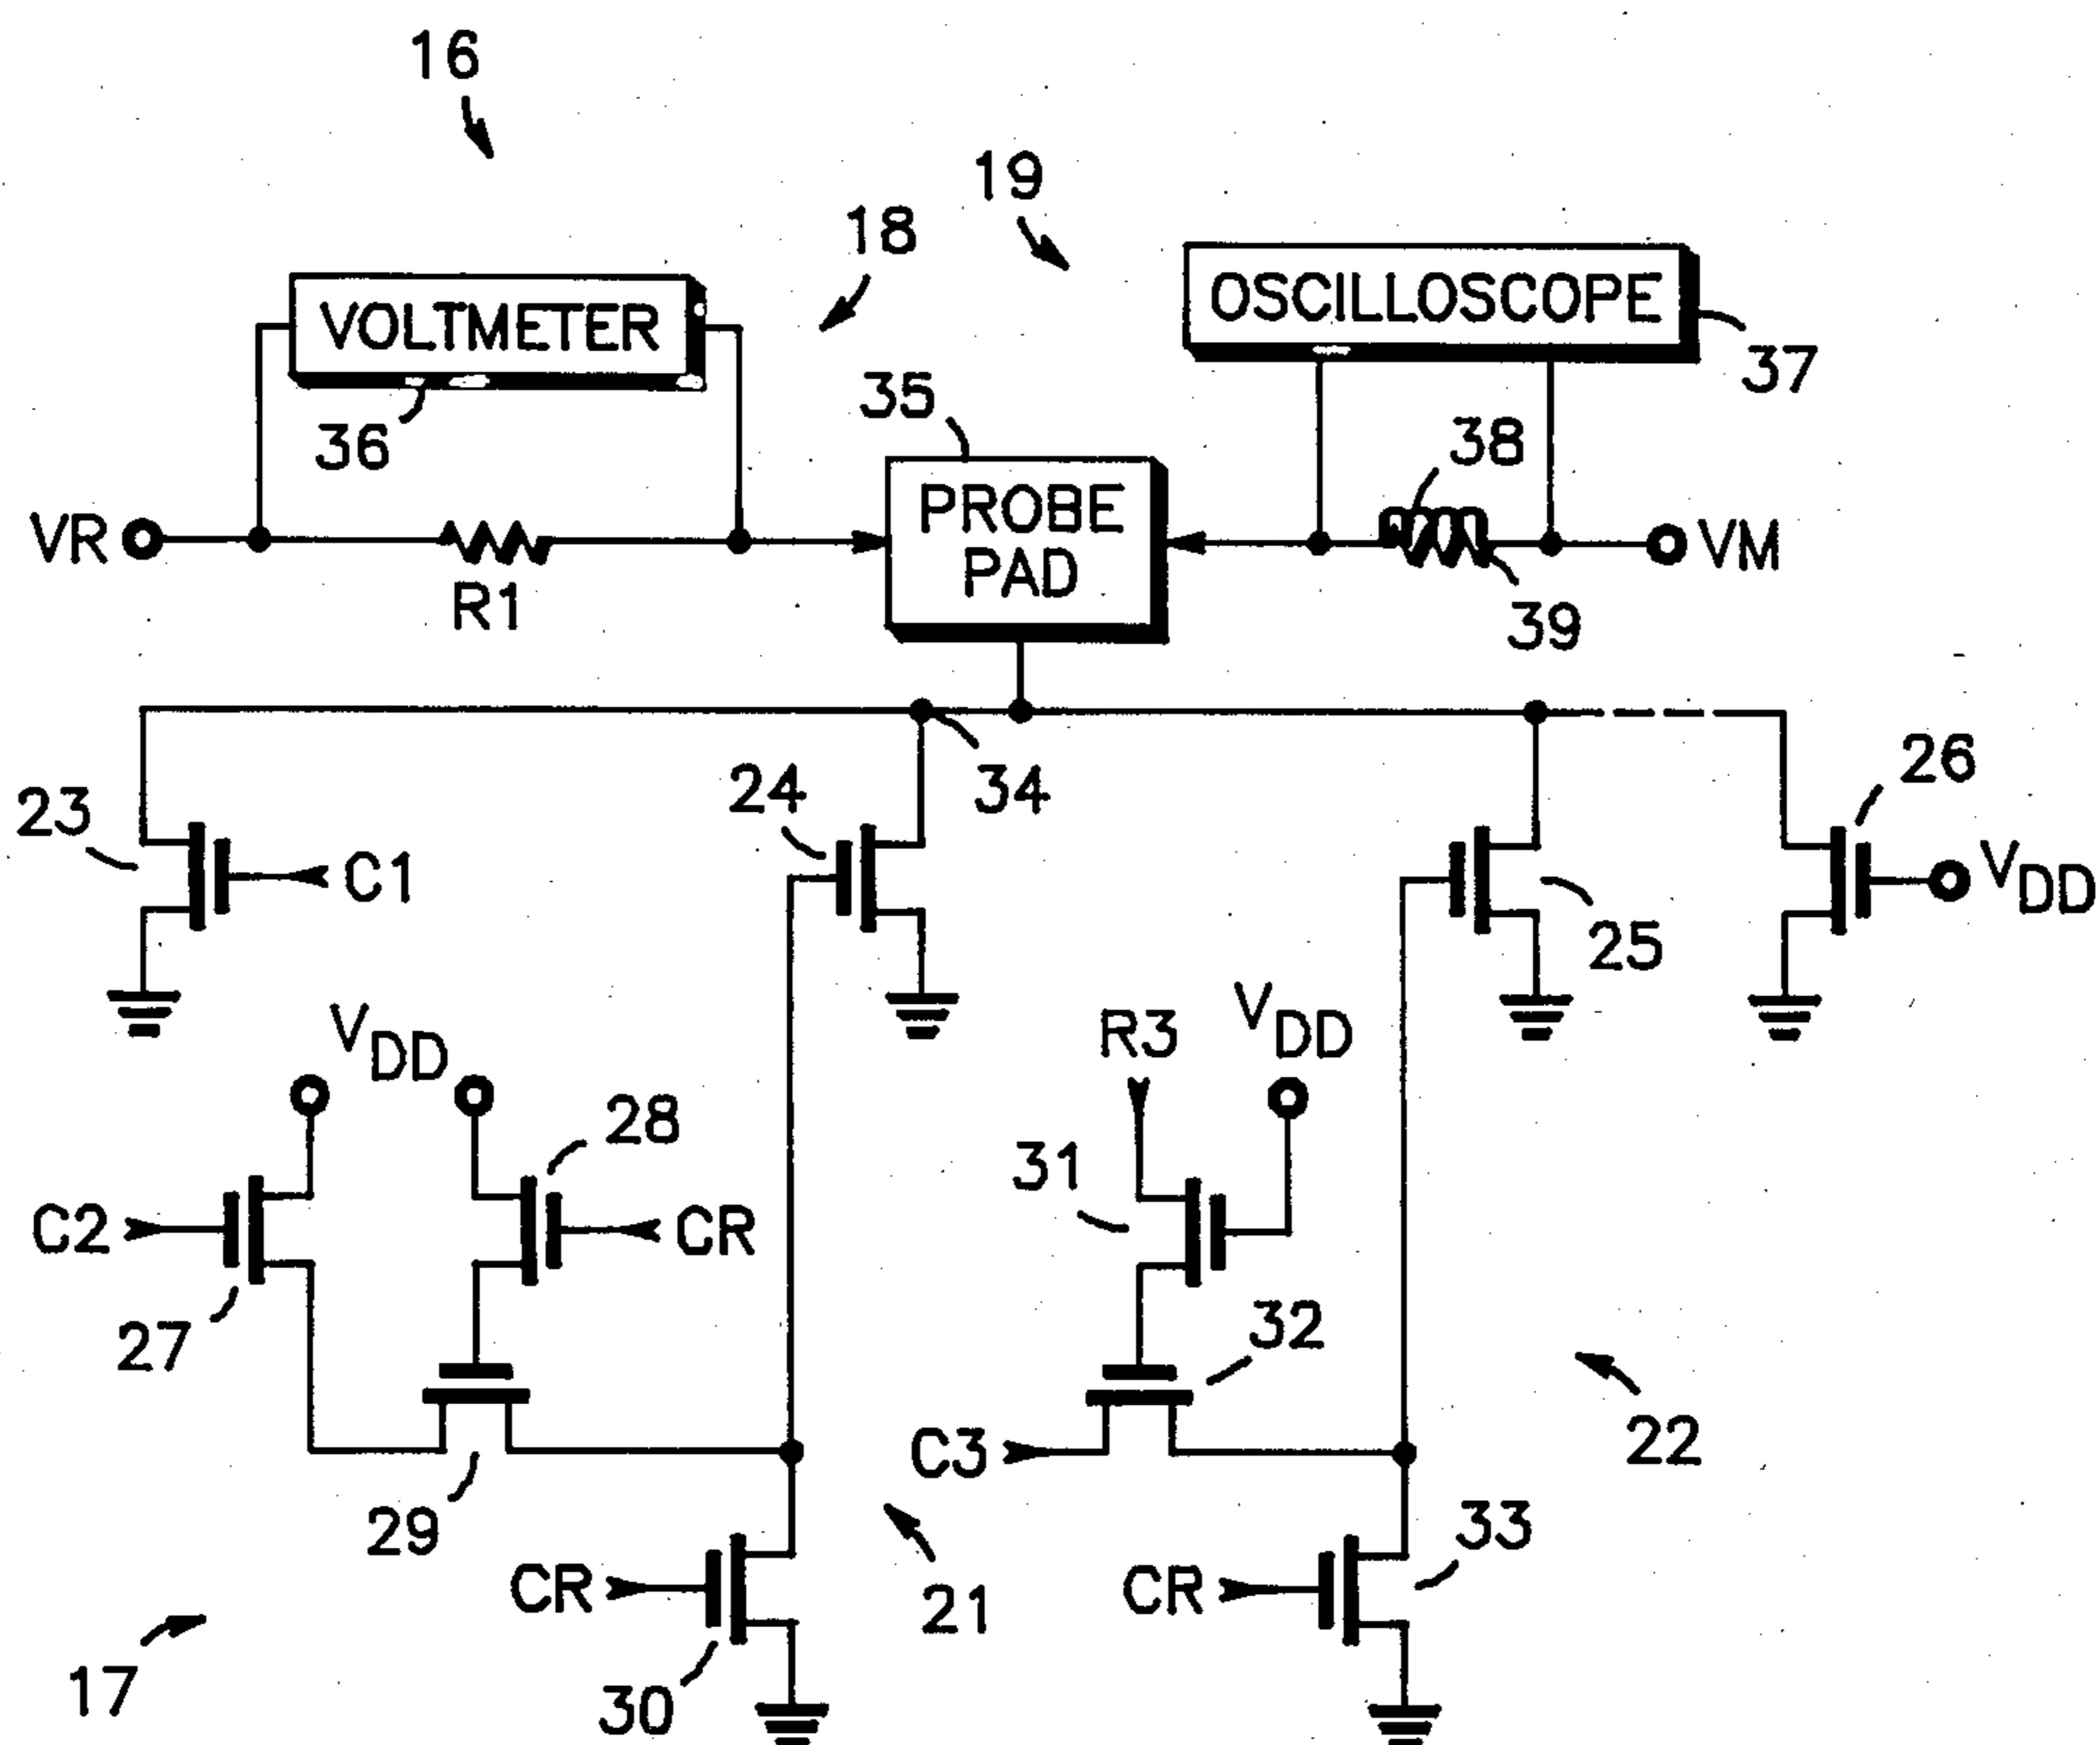 16
19
18
VOLTMETER
OSCILLOSCOPE
37
36
35
38
VR
R1
PROBE
PAD
VM
39
34
23
C1
24
25
26
VDD
VDD
R3
VDD
C2
27
28
CR
31
32
29
C3
22
CR
30
21
CR
33
17